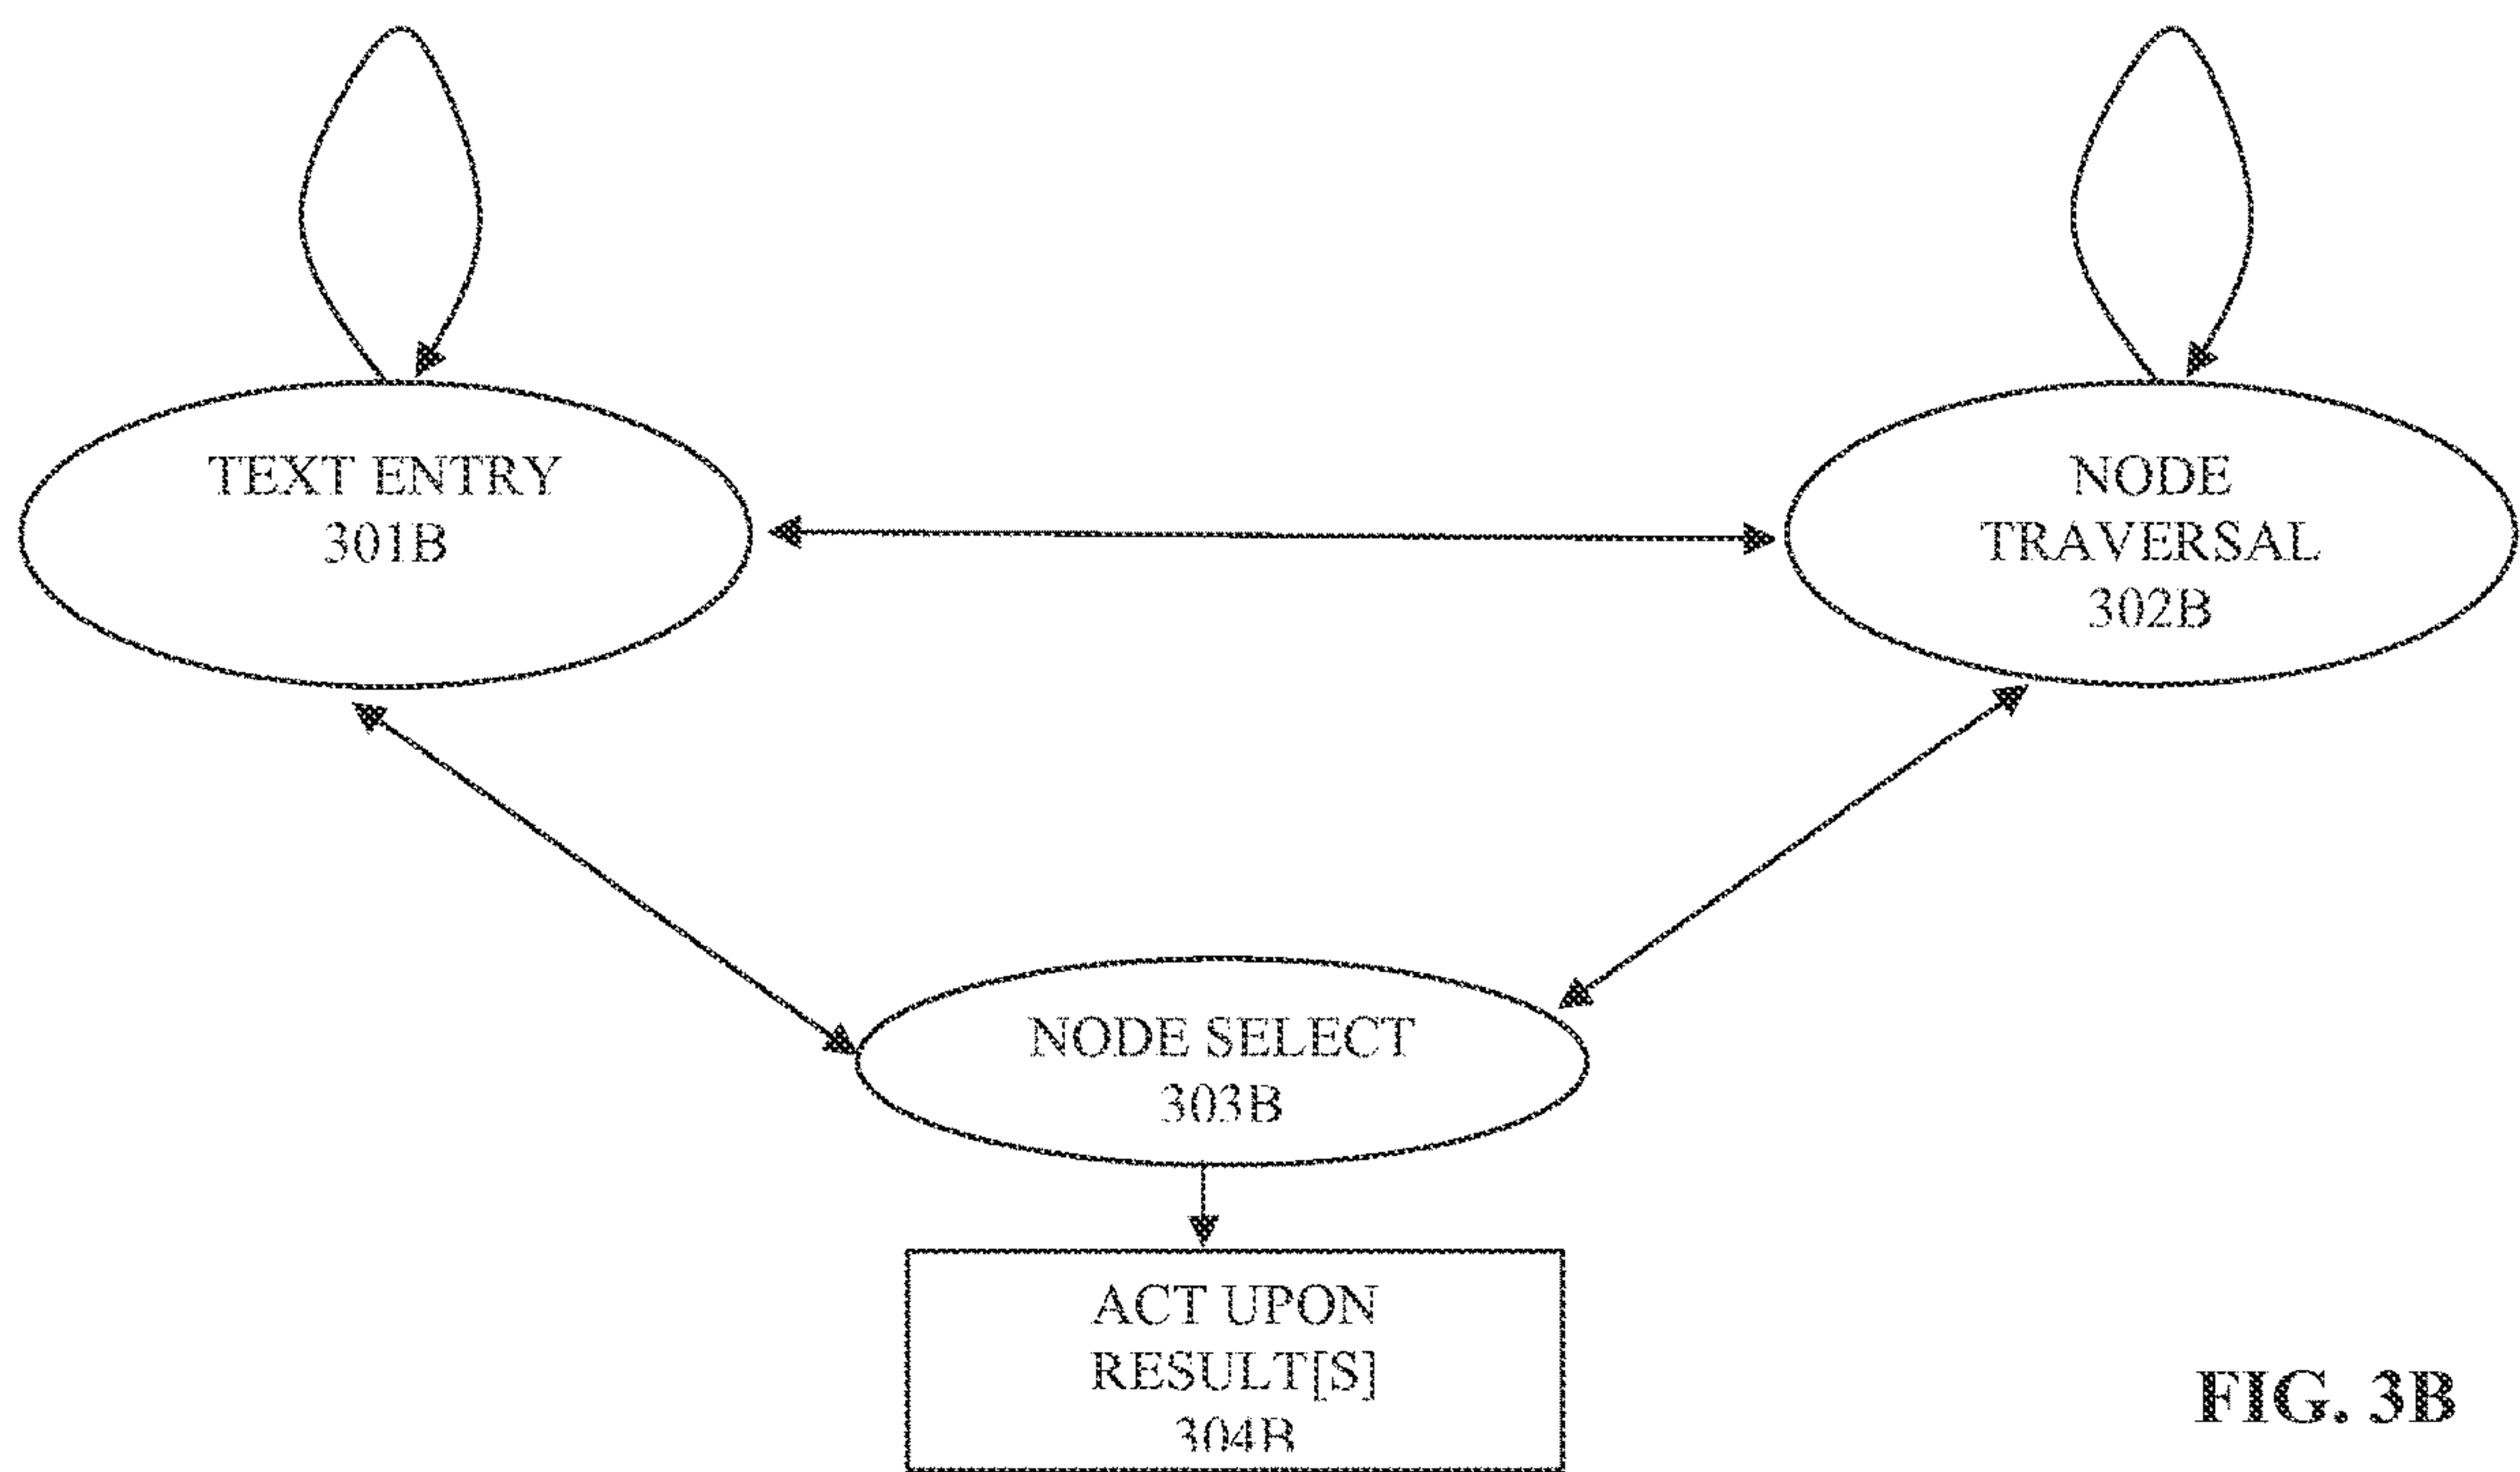 TEXT ENTRY
301B
NODE
TRAVERSAL
302B
NODE SELECT
303B
ACT UPON
RESULT[S]
304B
FIG. 3B